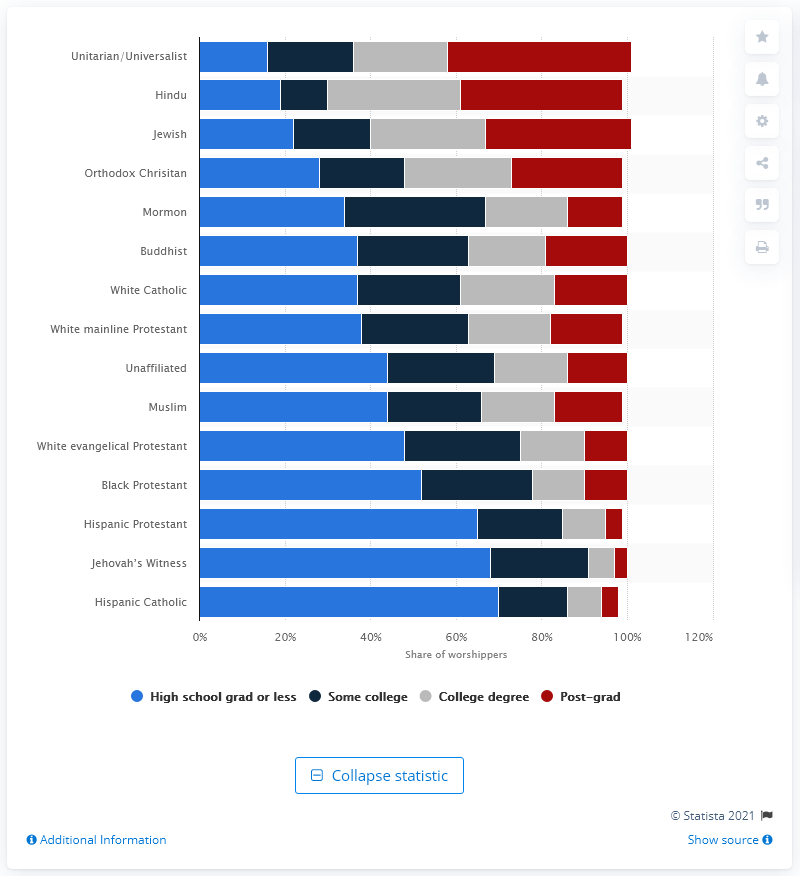 Unitarian/Universalist
Hindu
Jewish
Orthodox Chrisitan
Mormon
Buddhist
White Catholic
White mainline Protestant
Unaffiliated
Muslim
White evangelical Protestant
Black Protestant
Hispanic Protestant
Jehovah's Witness
Hispanic Catholic
0% 20% 40% 60% 80% 100% 120%
Share of worshippers
High school grad or less Some college College degree Post-grad
Collapse statistic
© Statista 2021
Additional Information Show source